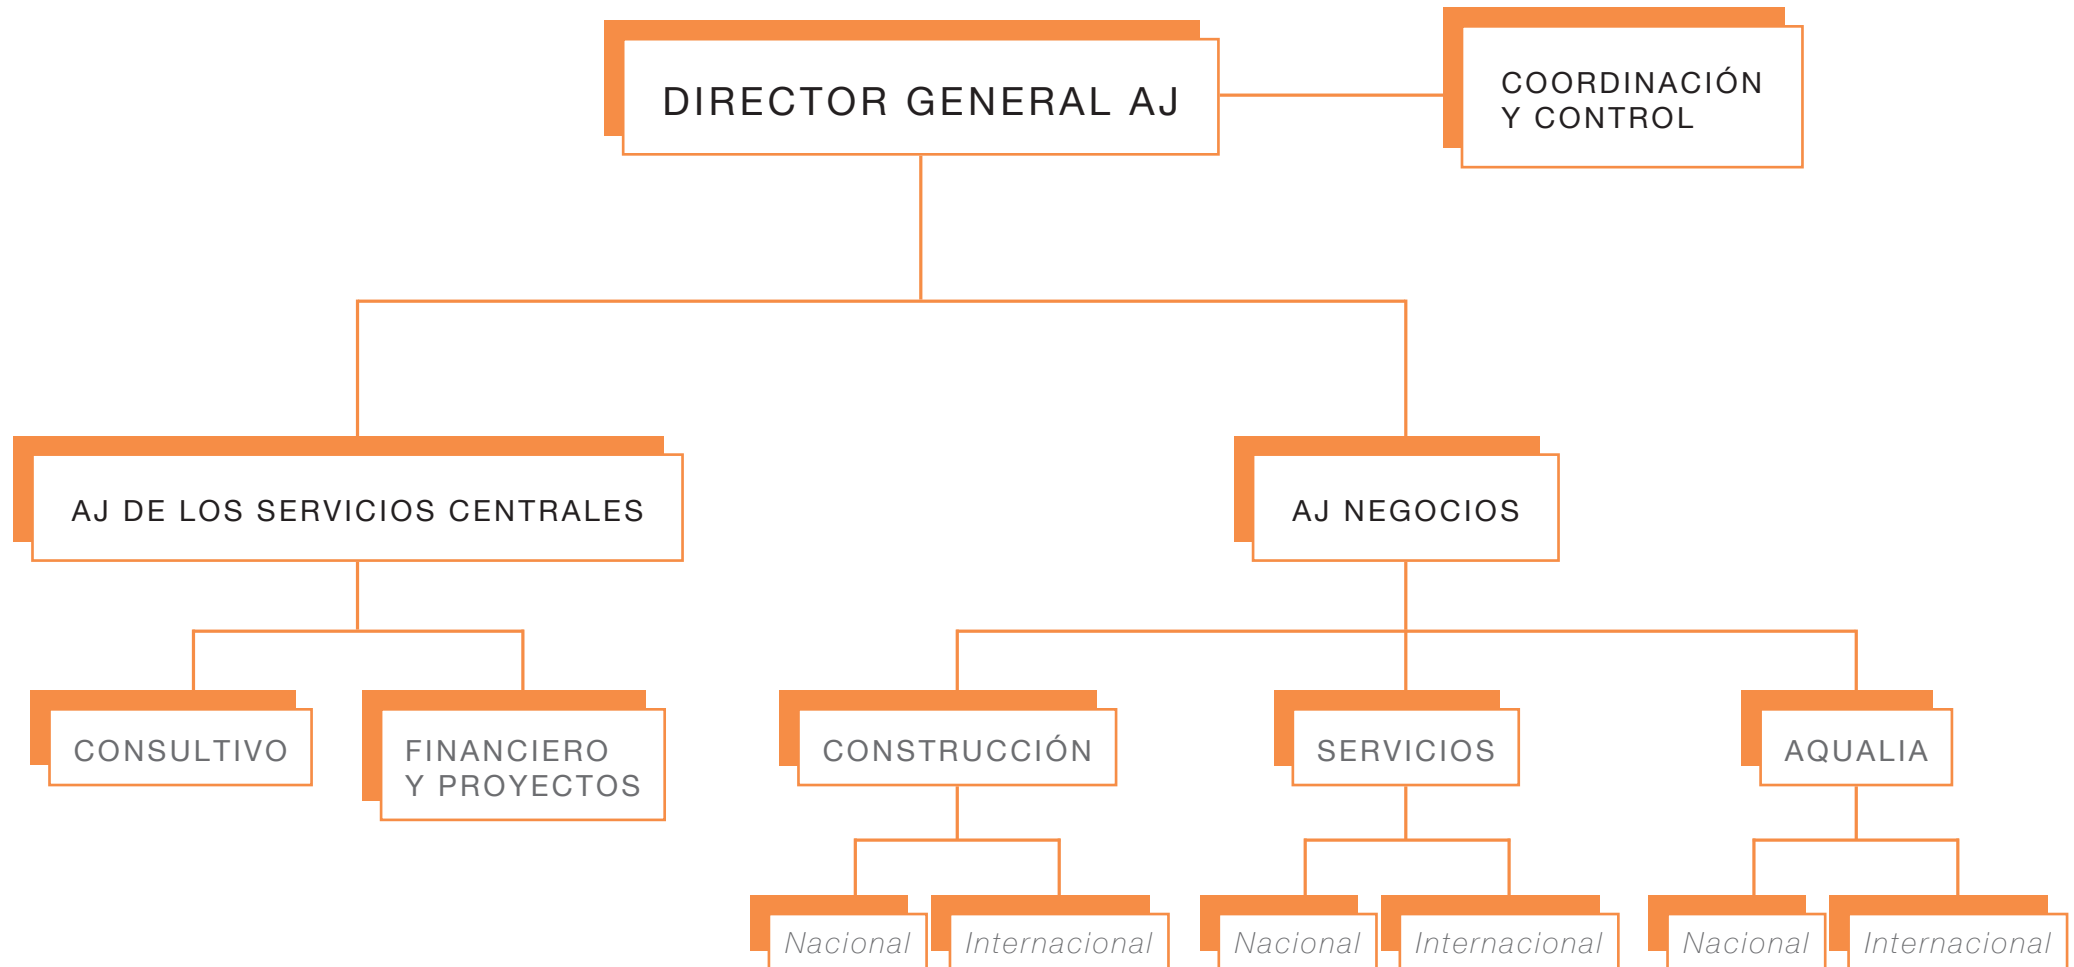 DIRECTOR GENERAL AJ
COORDINACIÓN
Y CONTROL
AJ DE LOS SERVICIOS CENTRALES
AJ NEGOCIOS
CONSULTIVO
FINANCIERO
Y PROYECTOS
CONSTRUCCIÓN
SERVICIOS
AQUALIA
Nacional
Internacional
Nacional
Internacional
Nacional
Internacional